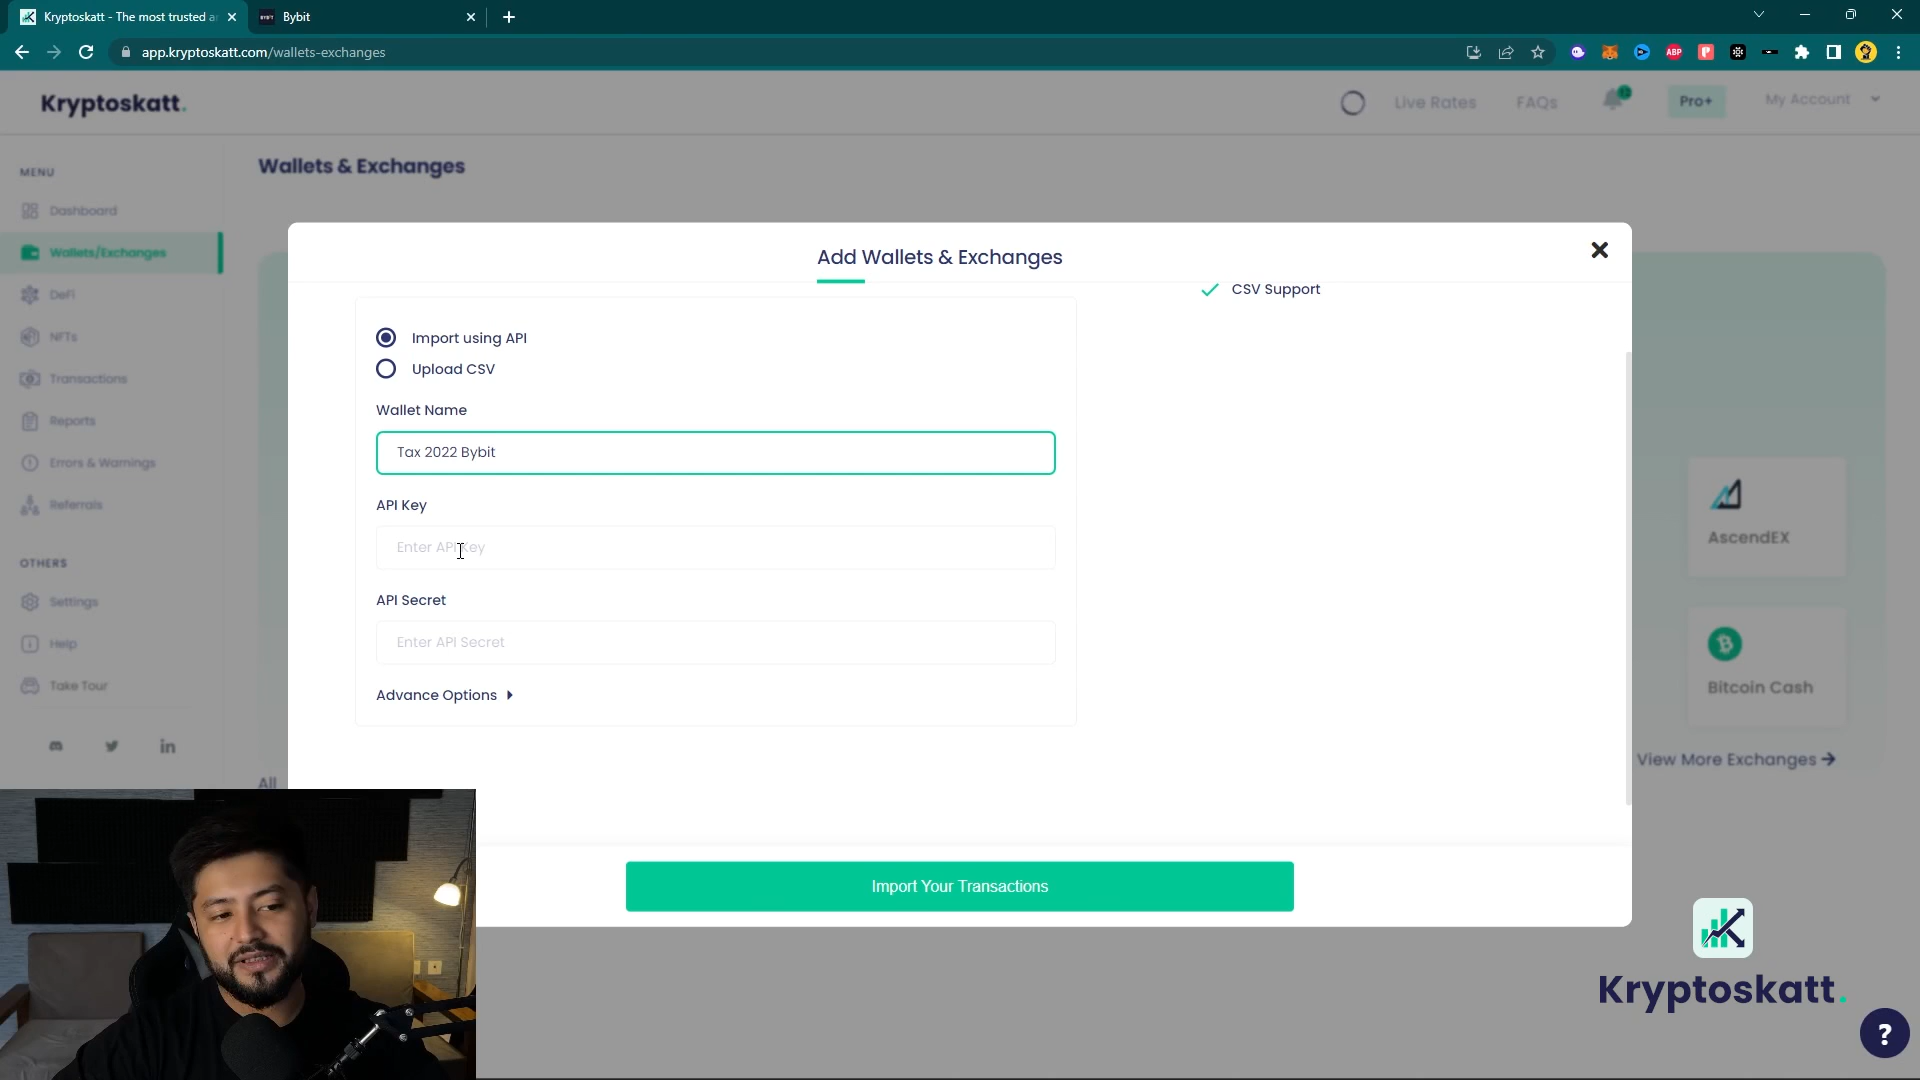 Kryptoskatt - The most trusted a
Bybit
app.kryptoskatt.com/wallets-exchanges
ABP
Kryptoskatt.
Live Rates
FAQs
Pro+
My Account
MENU
Dashboard
Wallets/Exchanges
DeFi
NFTs
Transactions
Reports
Errors & Warnings
Referrals
OTHERS
Settings
Help
Take Tour
Wallets & Exchanges
Add Wallets & Exchanges
CSV Support
Import using API
Upload CSV
Wallet Name
Tax 2022 Bybit
API Key
Enter API Key
API Secret
Enter API Secret
Advance Options
Import Your Transactions
AscendEX
Bitcoin Cash
View More Exchanges
All
Kryptoskatt.
?